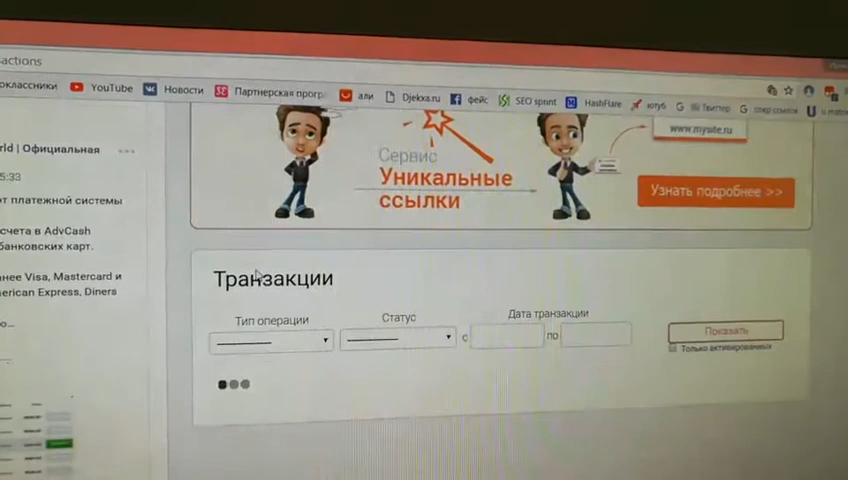 actions
оклассники YouTube Новости Партнерская прогр али Djekxa.ru фейс SEO sprint HashFlare ютуб Твиттер
rld | Официальная
5:33
от платежной системы
счета в AdvCash
банковских карт.
нее Visa, Mastercard и
erican Express, Diners
Сервис
Уникальные
ссылки
www.mysite.ru
Узнать подробнее >>
Транзакции
Тип операции Статус Дата транзакции
с по Показать
Только активированных